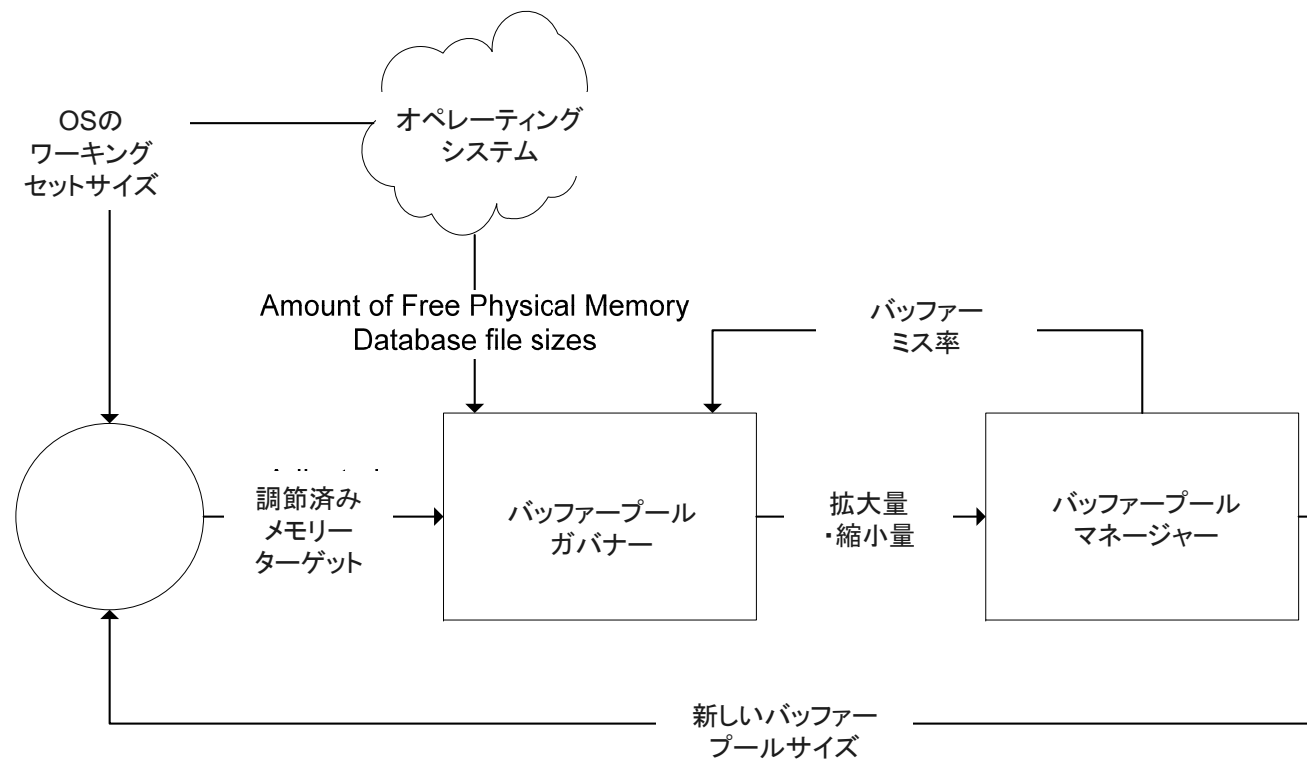 オペレーティング
システム
OSの
ワーキング
セットサイズ
Amount of Free Physical Memory
Database file sizes
バッファー
ミス率
調節済み
メモリー
ターゲット
バッファープール
ガバナー
拡大量
・縮小量
バッファープール
マネージャー
新しいバッファー
プールサイズ